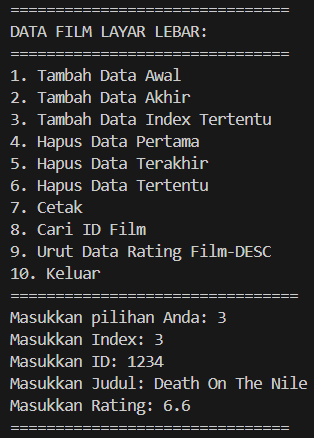 ===============================
DATA FILM LAYAR LEBAR:
===============================
1. Tambah Data Awal
2. Tambah Data Akhir
3. Tambah Data Index Tertentu
4. Hapus Data Pertama
5. Hapus Data Terakhir
6. Hapus Data Tertentu
7. Cetak
8. Cari ID Film
9. Urut Data Rating Film-DESC
10. Keluar
================================
Masukkan pilihan Anda: 3
Masukkan Index: 3
Masukkan ID: 1234
Masukkan Judul: Death On The Nile
Masukkan Rating: 6.6
===============================